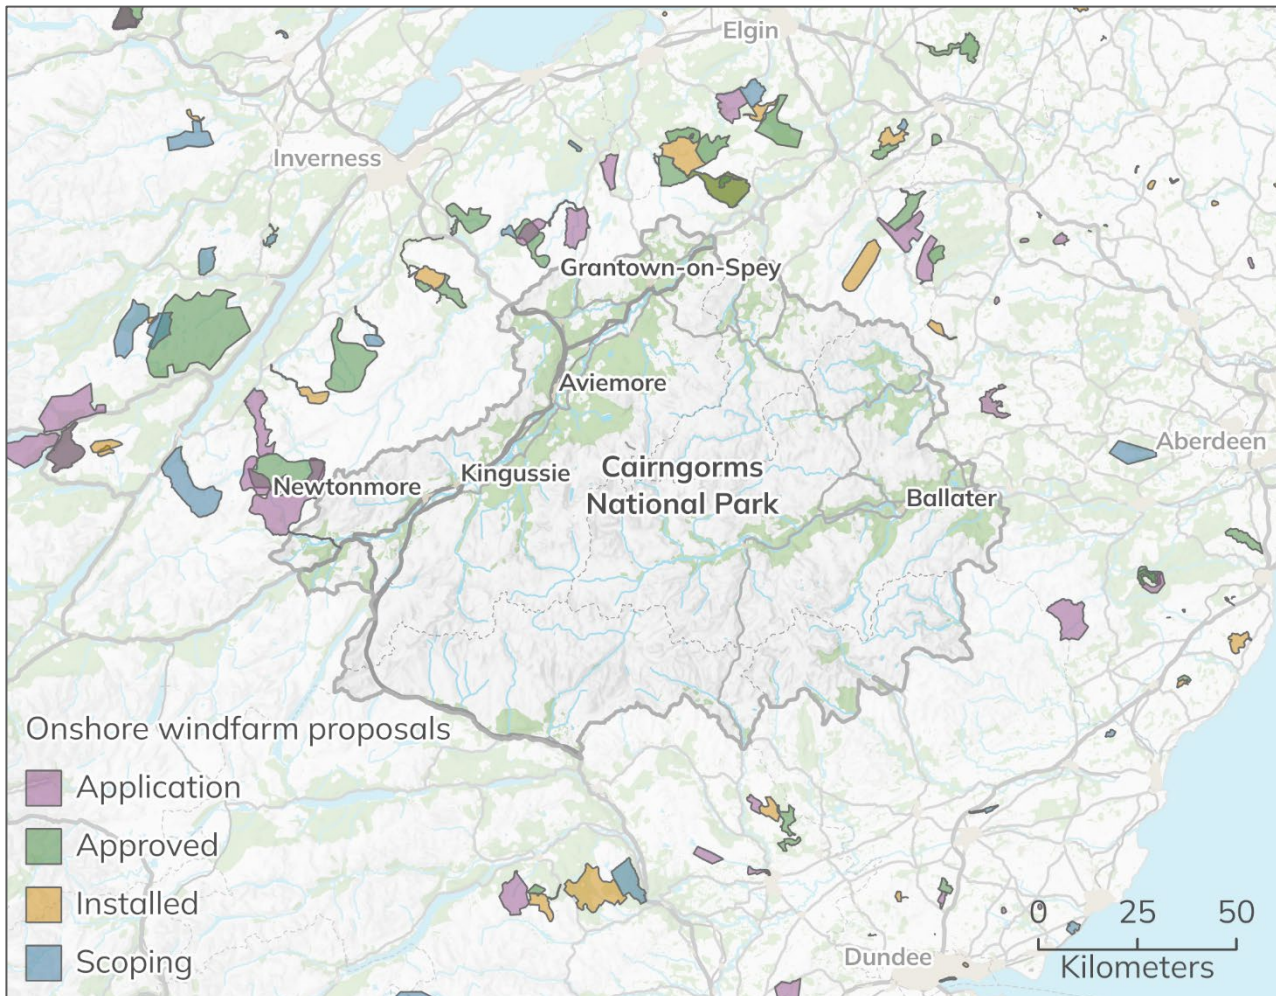 Elgin
Inverness
Grantown-on-Spey
Aviemore
Aberdeen
Kingussie
Cairngorms
National Park
Newtonmore
Ballater
Onshore windfarm proposals
Application
Approved
Installed
Scoping
0 25 50
Kilometers
Dundee